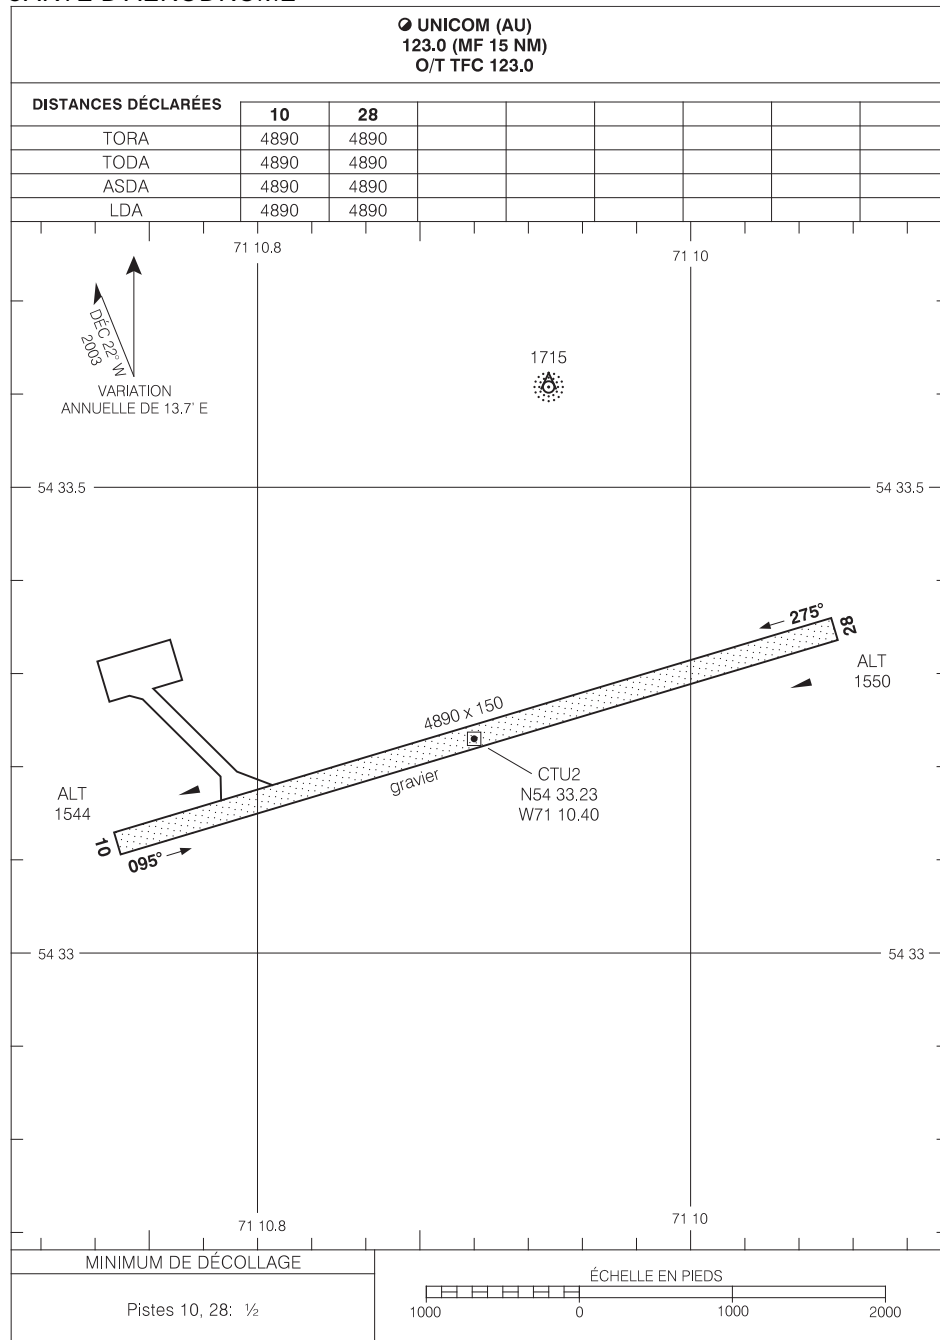 CARTE D'AÉRODROME
UNICOM (AU)
123.0 (MF 15 NM)
O/T TFC 123.0
DISTANCES DÉCLARÉES 10 28
TORA 4890 4890
TODA 4890 4890
ASDA 4890 4890
LDA 4890 4890
71 10.8
71 10
DÉC 22° W
2003
VARIATION
ANNUELLE DE 13.7' E
1715
54 33.5
54 33.5
275°
28
ALT
1550
4890 x 150
gravier
CTU2
N54 33.23
W71 10.40
ALT
1544
10
095°
54 33
54 33
71 10.8
71 10
MINIMUM DE DÉCOLLAGE
Pistes 10, 28: ½
ÉCHELLE EN PIEDS
1000 0 1000 2000